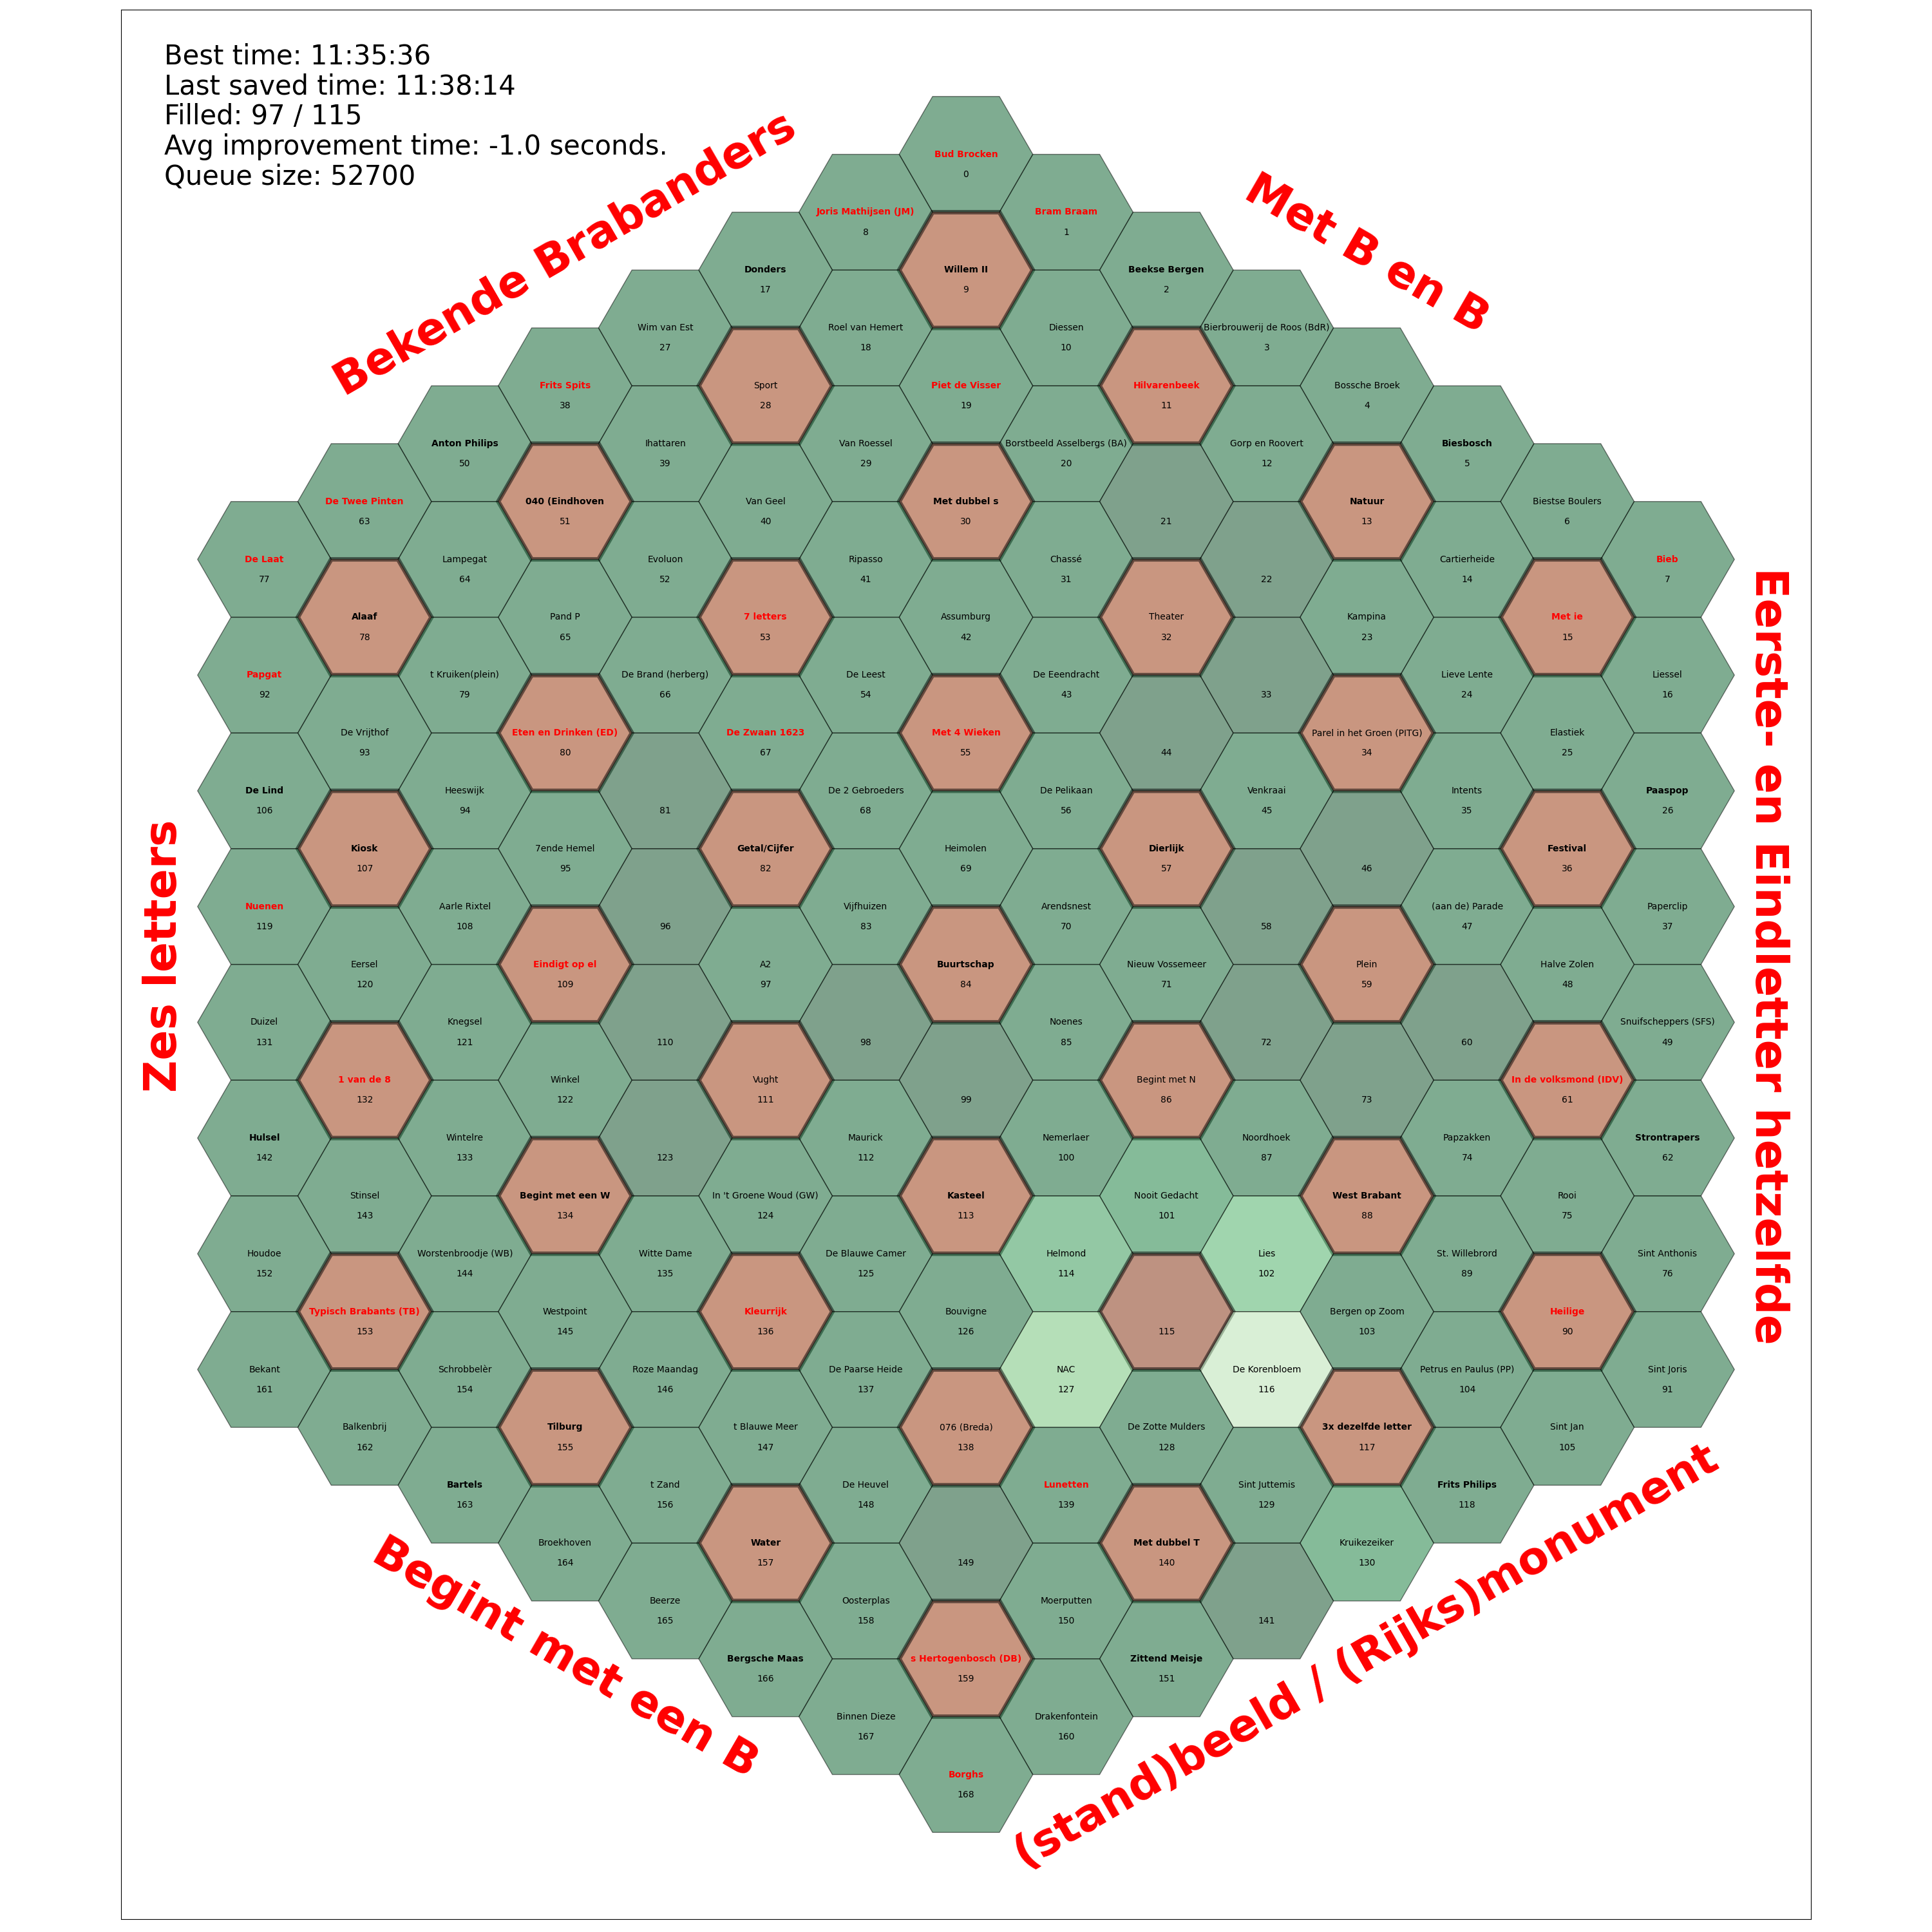 Best time: 11:35:36
Last saved time: 11:38:14
Filled: 97 / 115
Avg improvement time: -1.0 seconds.
Queue size: 52700
Bekende Brabanders
Met B en B
Eerste- en Eindletter hetzelfde
(stand)beeld / (Rijks)monument
Begint met een B
Zes letters
Bud Brocken
0
Bram Braam
1
Beekse Bergen
2
Bierbrouwerij de Roos (BdR)
3
Bossche Broek
4
Biesbosch
5
Biestse Boulers
6
Bieb
7
Joris Mathijsen (JM)
8
Willem II
9
Diessen
10
Hilvarenbeek
11
Gorp en Roovert
12
Natuur
13
Cartierheide
14
Met ie
15
Liessel
16
Donders
17
Roel van Hemert
18
Piet de Visser
19
Borstbeeld Asselbergs (BA)
20
21
22
Kampina
23
Lieve Lente
24
Elastiek
25
Paaspop
26
Wim van Est
27
Sport
28
Van Roessel
29
Met dubbel s
30
Chassé
31
Theater
32
33
Parel in het Groen (PITG)
34
Intents
35
Festival
36
Paperclip
37
Frits Spits
38
Ihattaren
39
Van Geel
40
Ripasso
41
Assumburg
42
De Eeendracht
43
44
Venkraai
45
46
(aan de) Parade
47
Halve Zolen
48
Snuifscheppers (SFS)
49
Anton Philips
50
040 (Eindhoven
51
Evoluon
52
7 letters
53
De Leest
54
Met 4 Wieken
55
De Pelikaan
56
Dierlijk
57
58
Plein
59
60
In de volksmond (IDV)
61
Strontrapers
62
De Twee Pinten
63
Lampegat
64
Pand P
65
De Brand (herberg)
66
De Zwaan 1623
67
De 2 Gebroeders
68
Heimolen
69
Arendsnest
70
Nieuw Vossemeer
71
72
73
Papzakken
74
Rooi
75
Sint Anthonis
76
De Laat
77
Alaaf
78
t Kruiken(plein)
79
Eten en Drinken (ED)
80
81
Getal/Cijfer
82
Vijfhuizen
83
Buurtschap
84
Noenes
85
Begint met N
86
Noordhoek
87
West Brabant
88
St. Willebrord
89
Heilige
90
Sint Joris
91
Papgat
92
De Vrijthof
93
Heeswijk
94
7ende Hemel
95
96
A2
97
98
99
Nemerlaer
100
Nooit Gedacht
101
Lies
102
Bergen op Zoom
103
Petrus en Paulus (PP)
104
Sint Jan
105
De Lind
106
Kiosk
107
Aarle Rixtel
108
Eindigt op el
109
110
Vught
111
Maurick
112
Kasteel
113
Helmond
114
115
De Korenbloem
116
3x dezelfde letter
117
Frits Philips
118
Nuenen
119
Eersel
120
Knegsel
121
Winkel
122
123
In 't Groene Woud (GW)
124
De Blauwe Camer
125
Bouvigne
126
NAC
127
De Zotte Mulders
128
Sint Juttemis
129
Kruikezeiker
130
Duizel
131
1 van de 8
132
Wintelre
133
Begint met een W
134
Witte Dame
135
Kleurrijk
136
De Paarse Heide
137
076 (Breda)
138
Lunetten
139
Met dubbel T
140
141
Hulsel
142
Stinsel
143
Worstenbroodje (WB)
144
Westpoint
145
Roze Maandag
146
t Blauwe Meer
147
De Heuvel
148
149
Moerputten
150
Zittend Meisje
151
Houdoe
152
Typisch Brabants (TB)
153
Schrobbelèr
154
Tilburg
155
t Zand
156
Water
157
Oosterplas
158
s Hertogenbosch (DB)
159
Drakenfontein
160
Bekant
161
Balkenbrij
162
Bartels
163
Broekhoven
164
Beerze
165
Bergsche Maas
166
Binnen Dieze
167
Borghs
168